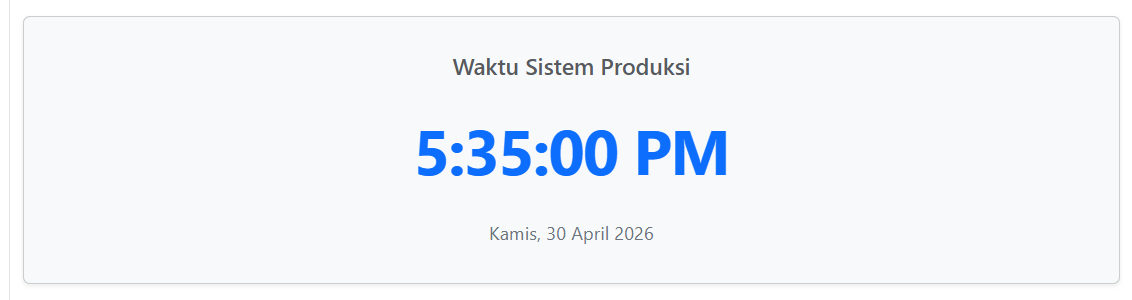 Waktu Sistem Produksi
5:35:00 PM
Kamis, 30 April 2026